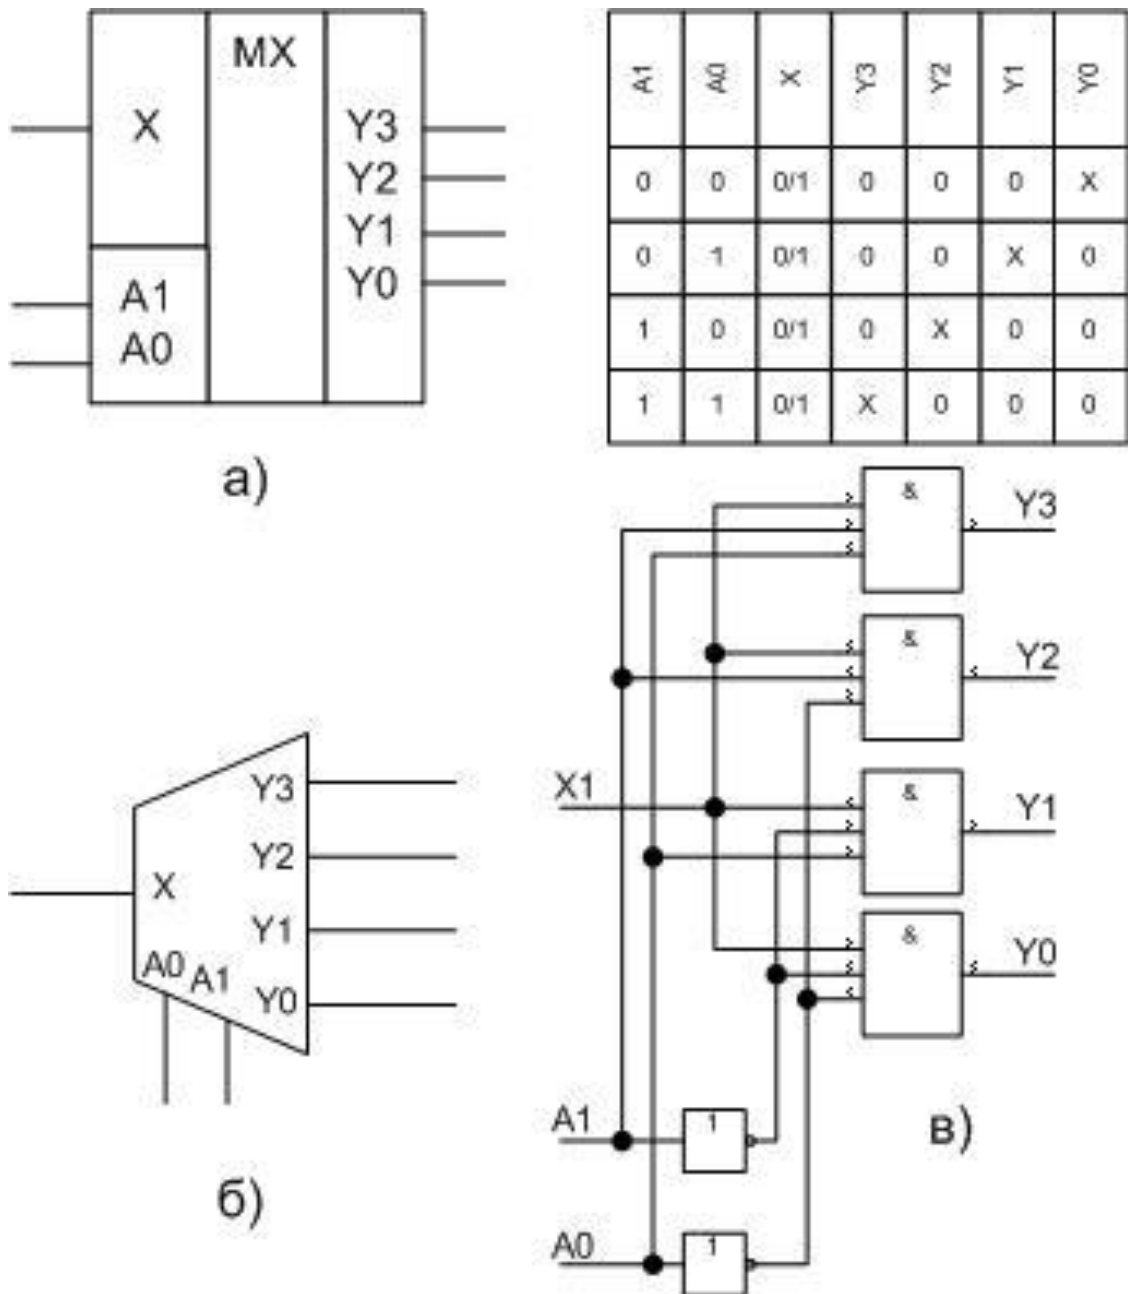 MX
X
Y3
Y2
Y1
Y0
A1
A0
а)
A1 A0 X Y3 Y2 Y1 Y0
0 0 0/1 0 0 0 X
0 1 0/1 0 0 X 0
1 0 0/1 0 X 0 0
1 1 0/1 X 0 0 0
X
A0
A1
Y3
Y2
Y1
Y0
б)
&
Y3
&
Y2
X1
&
Y1
&
Y0
A1
1
A0
1
в)